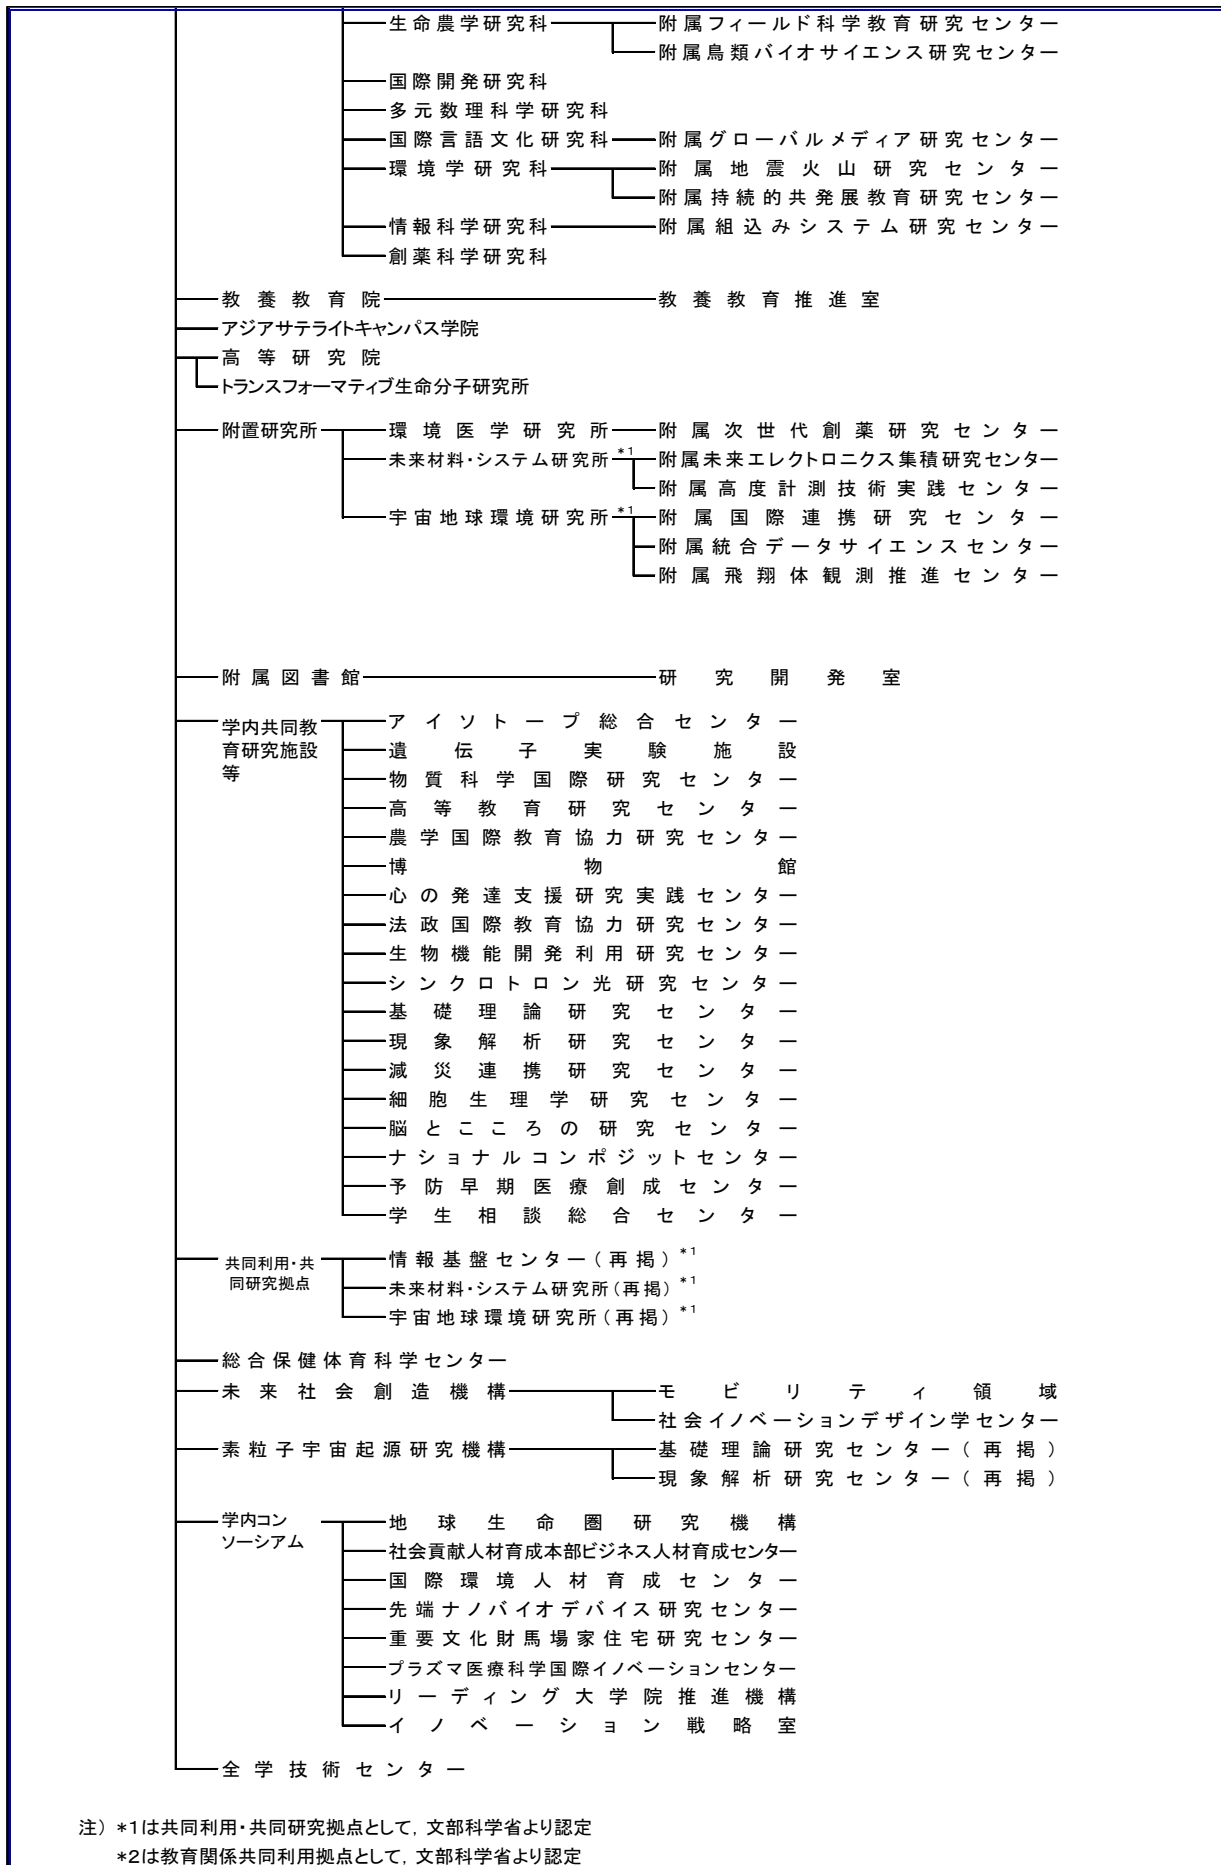 生命農学研究科 附属フィールド科学教育研究センター
附属鳥類バイオサイエンス研究センター
国際開発研究科
多元数理科学研究科
国際言語文化研究科 附属グローバルメディア研究センター
環境学研究科 附属地震火山研究センター
附属持続的共発展教育研究センター
情報科学研究科 附属組込みシステム研究センター
創薬科学研究科
教養教育院 教養教育推進室
アジアサテライトキャンパス学院
高等研究院
トランスフォーマティブ生命分子研究所
附置研究所 環境医学研究所 附属次世代創薬研究センター
未来材料・システム研究所 *1 附属未来エレクトロニクス集積研究センター
附属高度計測技術実践センター
宇宙地球環境研究所 *1 附属国際連携研究センター
附属統合データサイエンスセンター
附属飛翔体観測推進センター
附属図書館 研究開発室
学内共同教
育研究施設
等
アイソトープ総合センター
遺伝子実験施設
物質科学国際研究センター
高等教育研究センター
農学国際教育協力研究センター
博物館
心の発達支援研究実践センター
法政国際教育協力研究センター
生物機能開発利用研究センター
シンクロトロン光研究センター
基礎理論研究センター
現象解析研究センター
減災連携研究センター
細胞生理学研究センター
脳とこころの研究センター
ナショナルコンポジットセンター
予防早期医療創成センター
学生相談総合センター
共同利用・共
同研究拠点
情報基盤センター(再掲) *1
未来材料・システム研究所(再掲) *1
宇宙地球環境研究所(再掲) *1
総合保健体育科学センター
未来社会創造機構 モビリティ領域
社会イノベーションデザイン学センター
素粒子宇宙起源研究機構 基礎理論研究センター(再掲)
現象解析研究センター(再掲)
学内コン
ソーシアム
地球生命圏研究機構
社会貢献人材育成本部ビジネス人材育成センター
国際環境人材育成センター
先端ナノバイオデバイス研究センター
重要文化財馬場家住宅研究センター
プラズマ医療科学国際イノベーションセンター
リーディング大学院推進機構
イノベーション戦略室
全学技術センター
注) *1は共同利用・共同研究拠点として, 文部科学省より認定
*2は教育関係共同利用拠点として, 文部科学省より認定